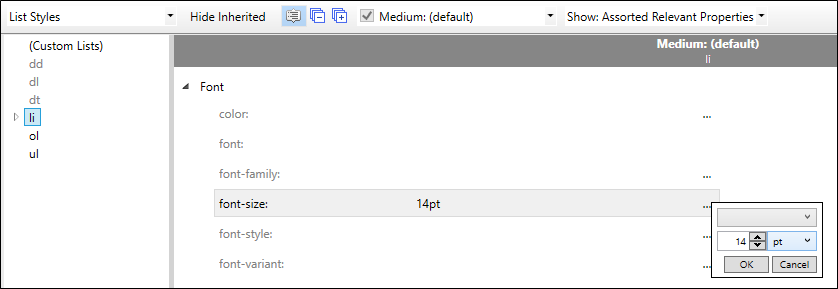 List Styles
Hide Inherited
Medium: (default)
Show: Assorted Relevant Properties
(Custom Lists)
dd
dl
dt
li
ol
ul
Medium: (default)
li
Font
color: ...
font:
font-family: ...
font-size: 14pt ...
font-style: ...
font-variant: ...
14 pt
OK Cancel